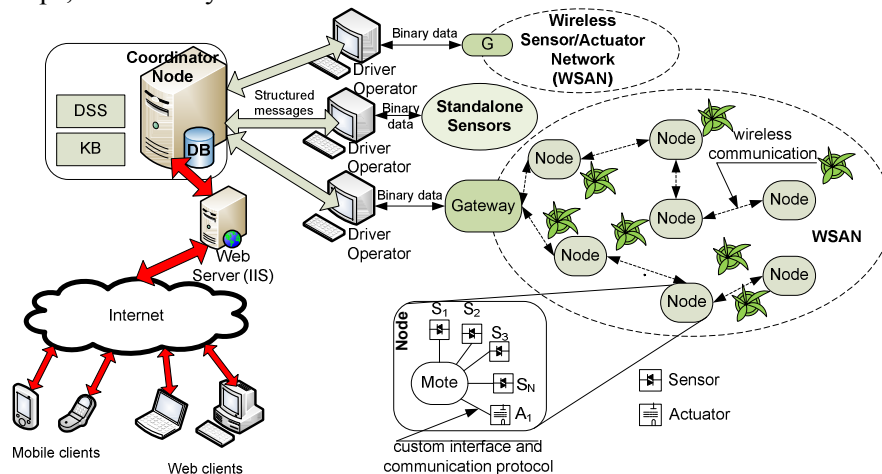 Coordinator
Node
DSS
KB
DB
Structured
messages
Driver
Operator
Binary data
G
Wireless
Sensor/Actuator
Network
(WSAN)
Driver
Operator
Binary
data
Standalone
Sensors
Driver
Operator
Binary data
Gateway
Node
Node
Node
Node
Node
Node
Node
wireless
communication
WSAN
Web
Server (IIS)
Internet
Mobile clients
Web clients
Node
S1
S2
S3
SN
A1
Mote
custom interface and
communication protocol
Sensor
Actuator